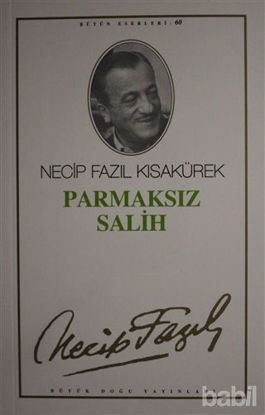 BÜTÜN ESERLERİ: 60
NECİP FAZIL KISAKÜREK
PARMAKSIZ
SALİH
Necip Fazıl
BÜYÜK DOĞU YAYINLARI
babil